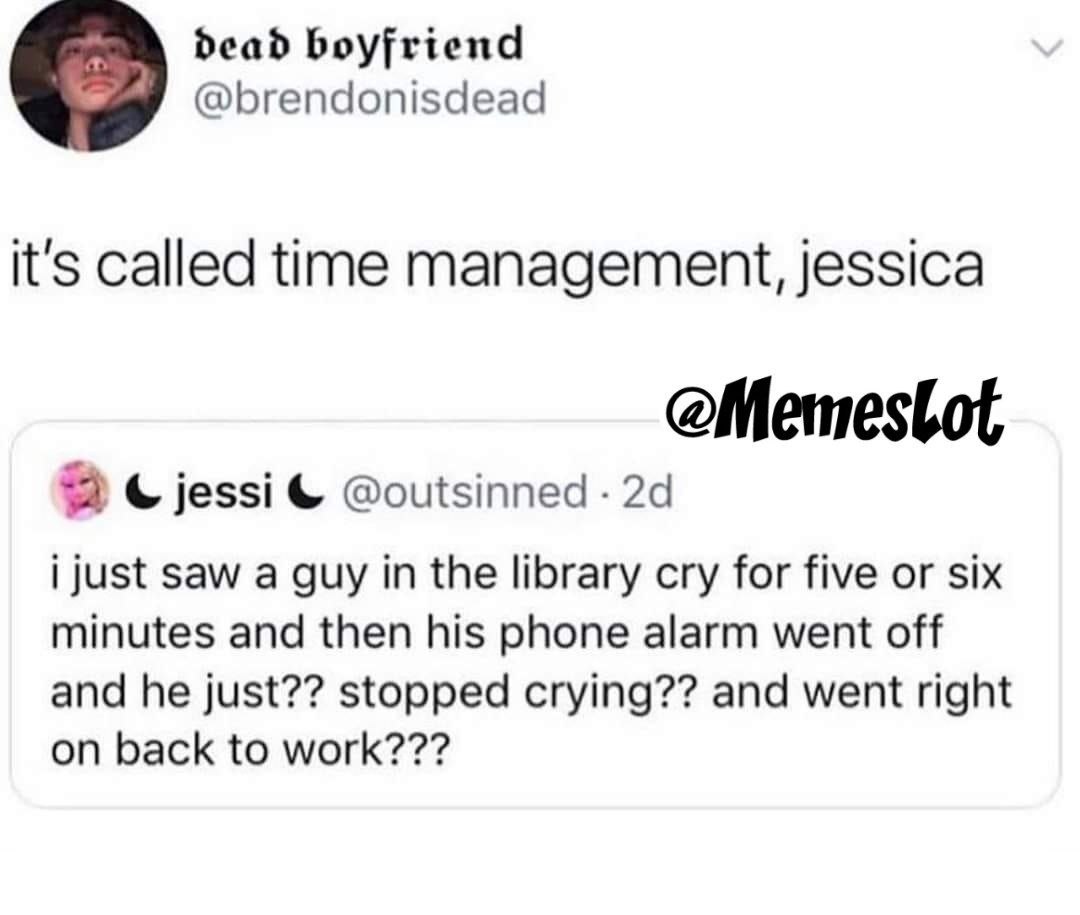 dead boyfriend
@brendonisdead
it's called time management, jessica
@MemesLot
jessi @outsinned · 2d
i just saw a guy in the library cry for five or six
minutes and then his phone alarm went off
and he just?? stopped crying?? and went right
on back to work???